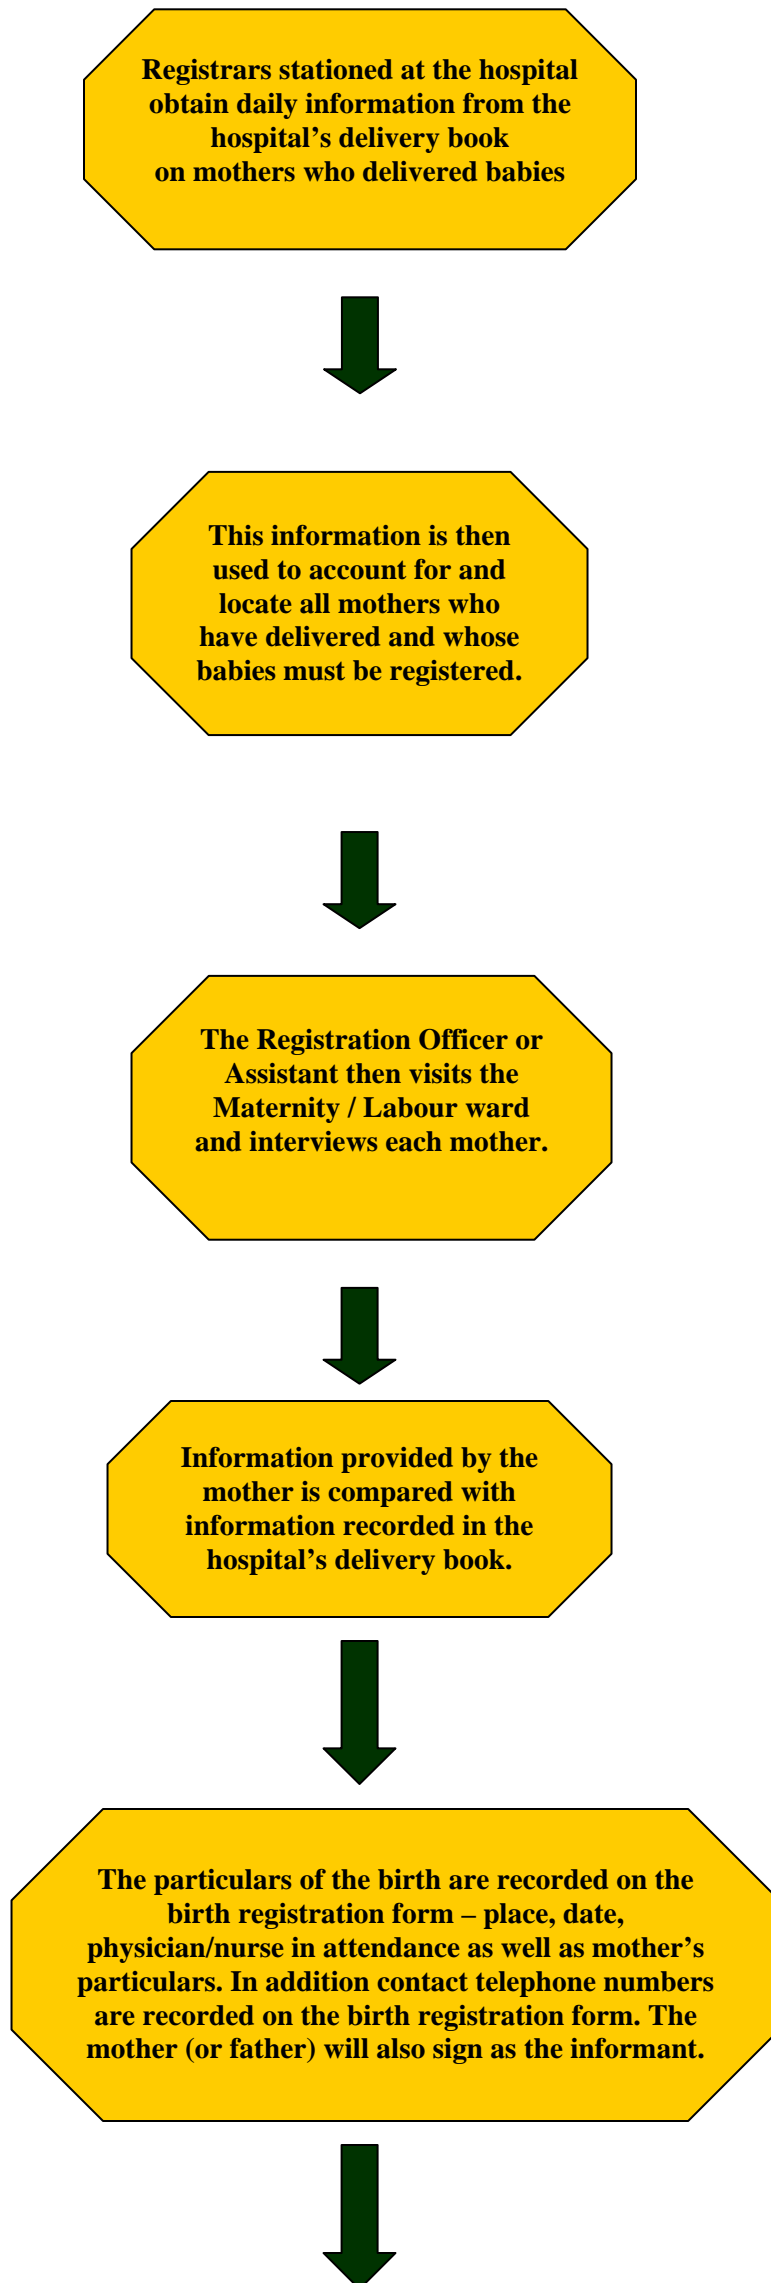 Registrars stationed at the hospital
obtain daily information from the
hospital’s delivery book
on mothers who delivered babies
This information is then
used to account for and
locate all mothers who
have delivered and whose
babies must be registered.
The Registration Officer or
Assistant then visits the
Maternity / Labour ward
and interviews each mother.
Information provided by the
mother is compared with
information recorded in the
hospital’s delivery book.
The particulars of the birth are recorded on the
birth registration form – place, date,
physician/nurse in attendance as well as mother’s
particulars. In addition contact telephone numbers
are recorded on the birth registration form. The
mother (or father) will also sign as the informant.